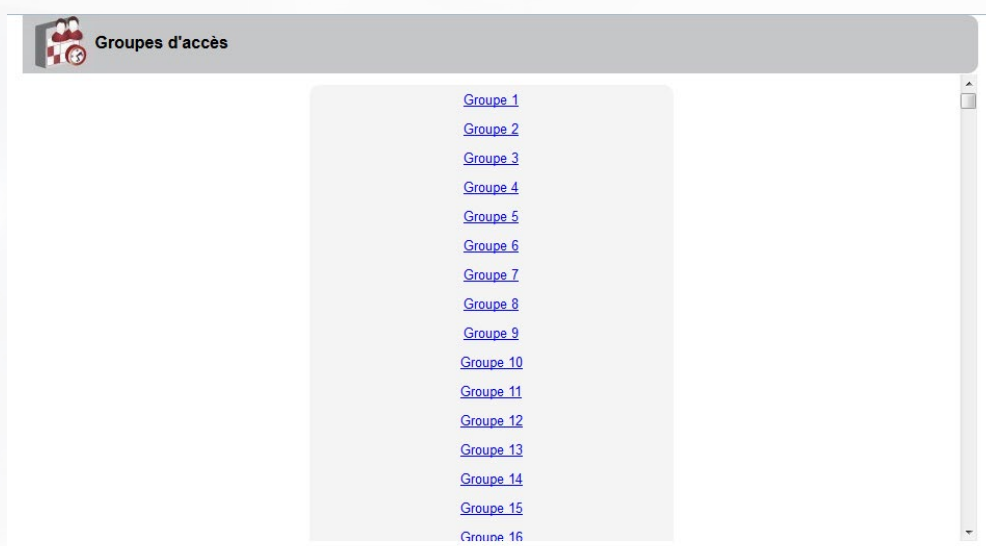 Groupes d'accès
Groupe 1
Groupe 2
Groupe 3
Groupe 4
Groupe 5
Groupe 6
Groupe 7
Groupe 8
Groupe 9
Groupe 10
Groupe 11
Groupe 12
Groupe 13
Groupe 14
Groupe 15
Groupe 16